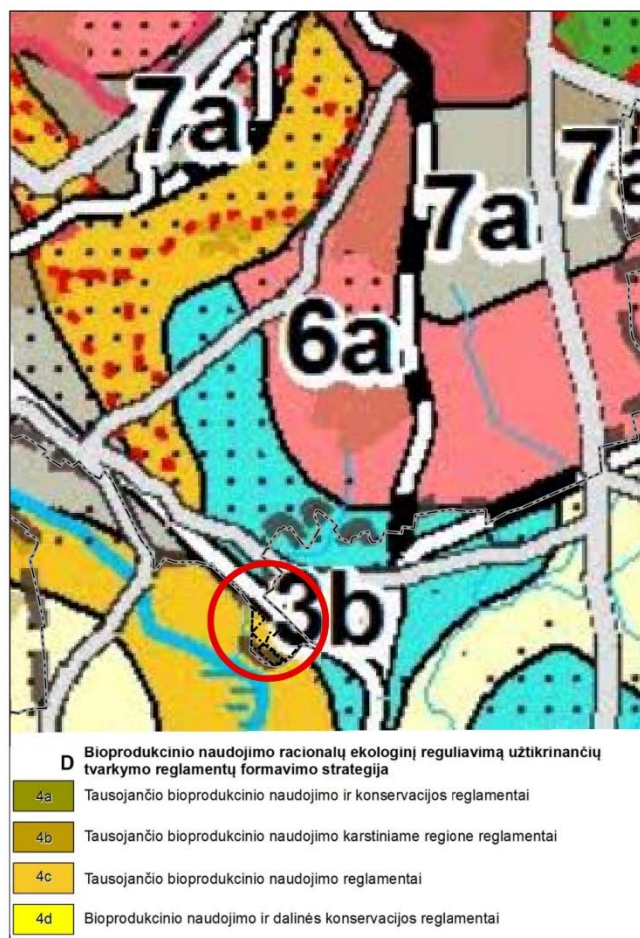 7a
7a
7a
6a
3b
D Bioprodukcinio naudojimo racionalų ekologinį reguliavimą užtikrinančių
tvarkymo reglamentų formavimo strategija
4a Tausojančio bioprodukcinio naudojimo ir konservacijos reglamentai
4b Tausojančio bioprodukcinio naudojimo karstiniame regione reglamentai
4c Tausojančio bioprodukcinio naudojimo reglamentai
4d Bioprodukcinio naudojimo ir dalinės konservacijos reglamentai